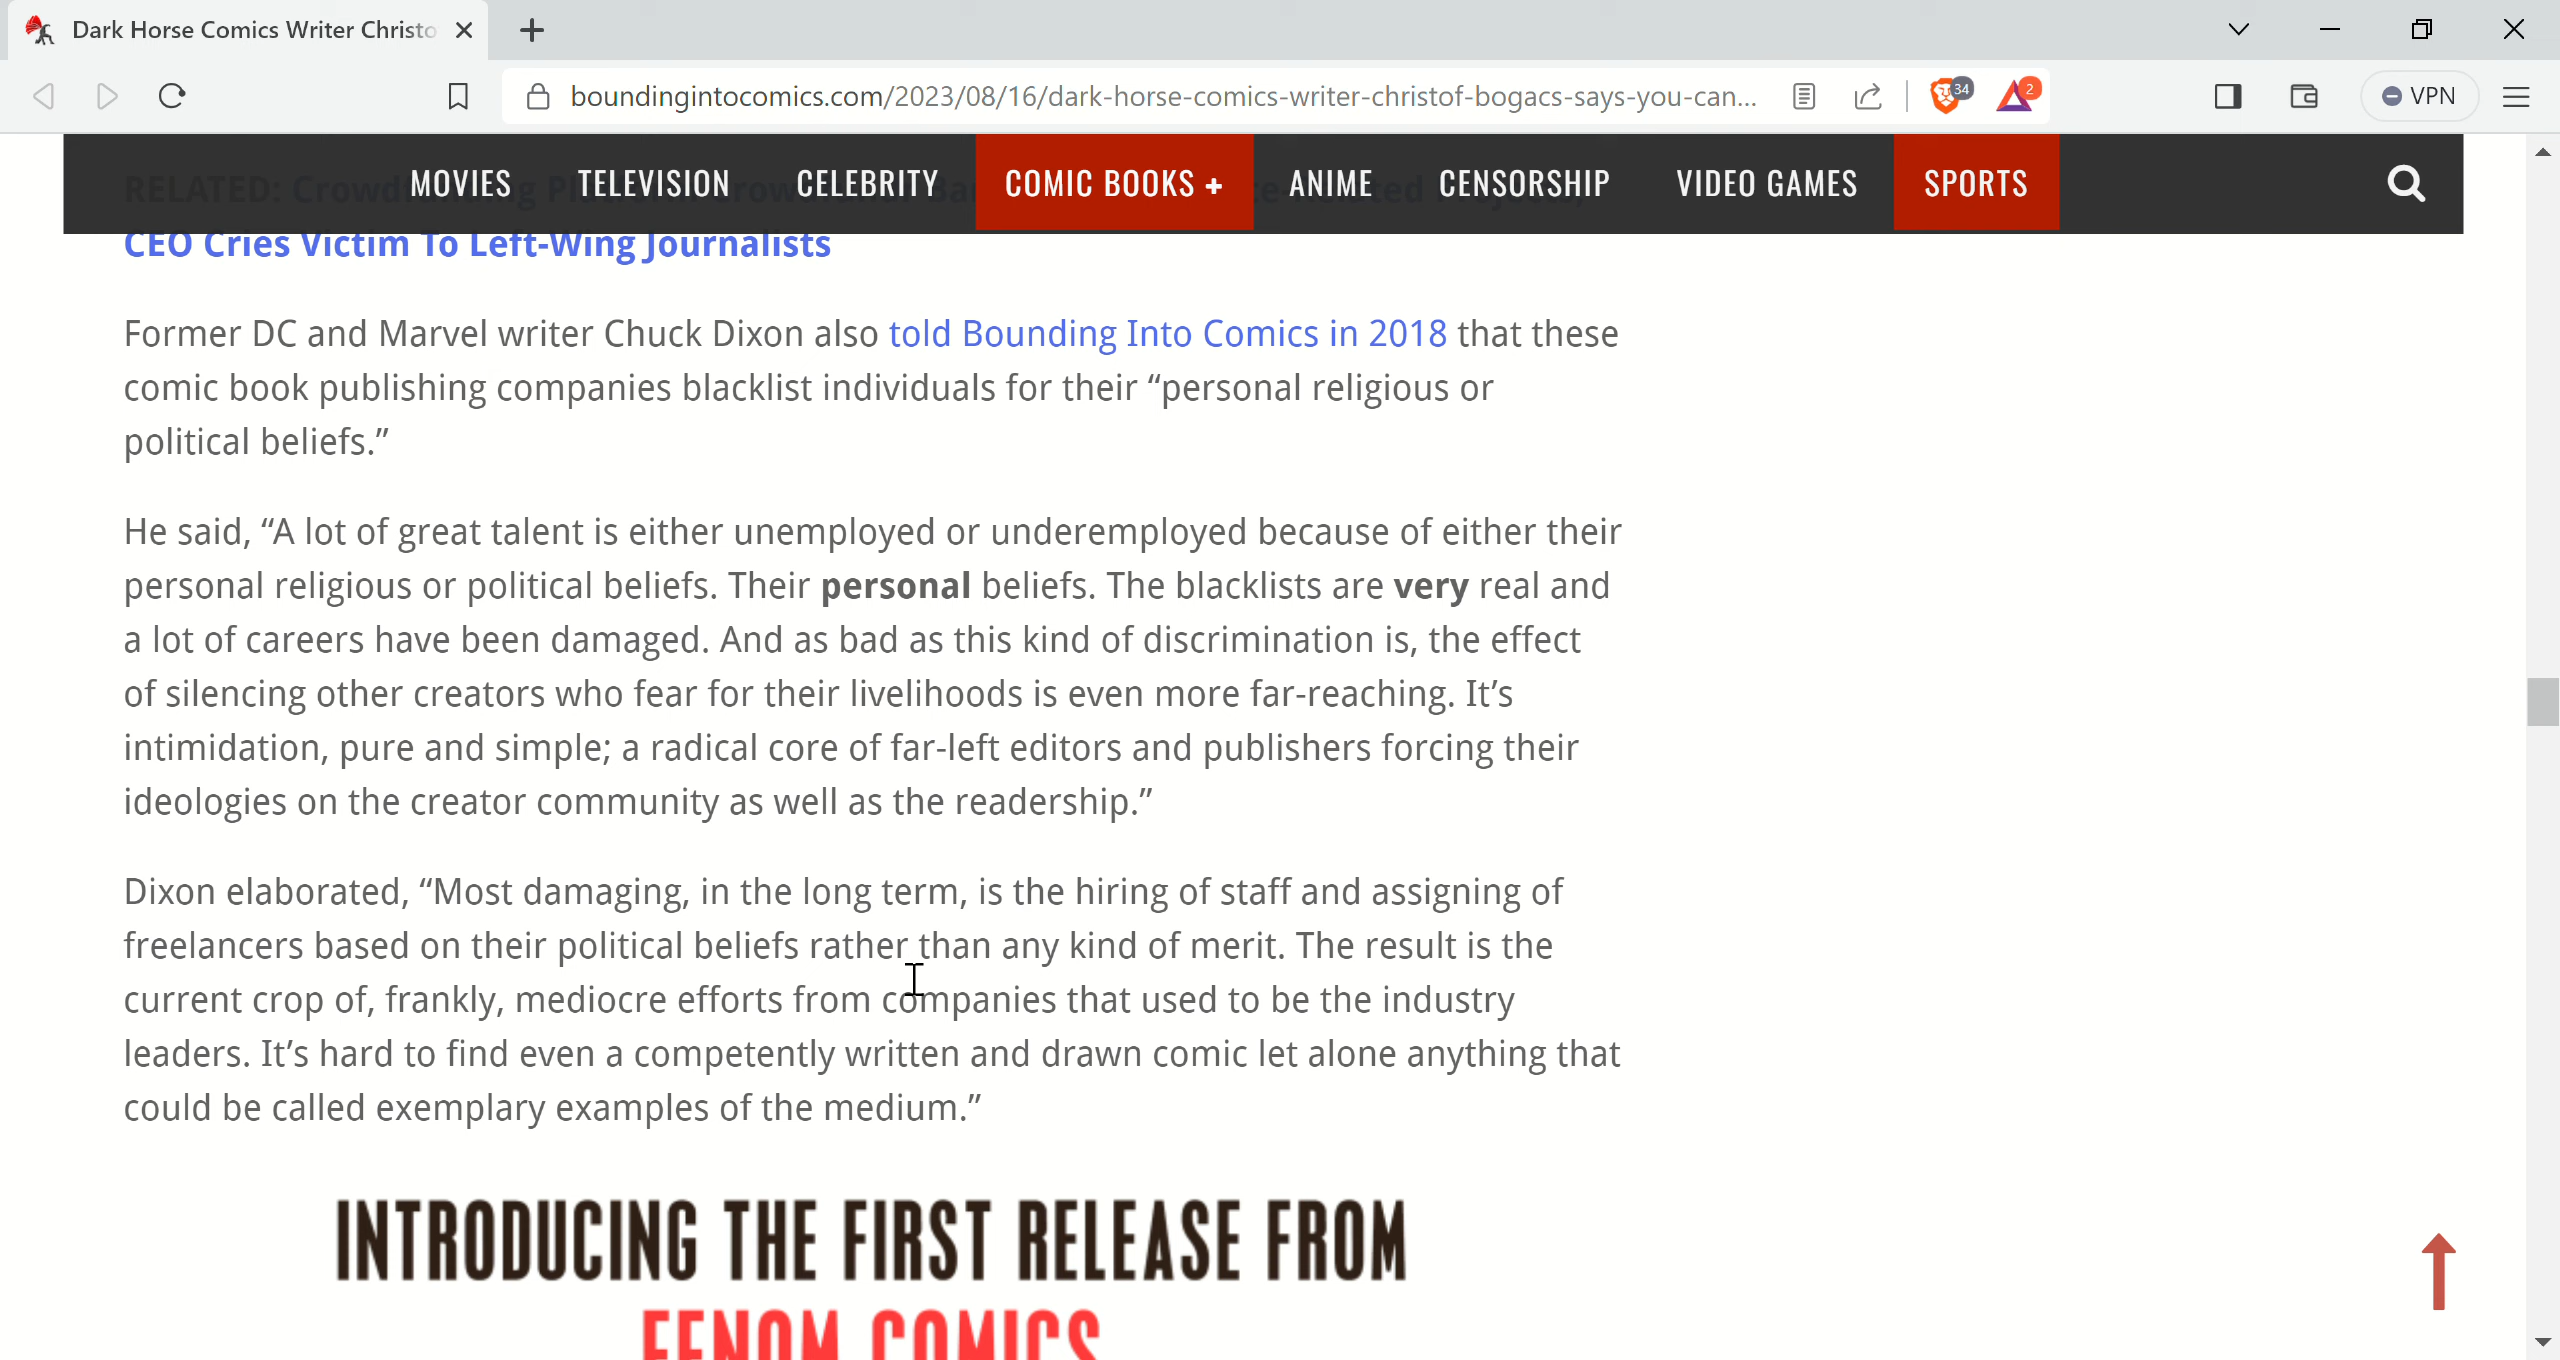 Dark Horse Comics Writer Christo
boundingintocomics.com/2023/08/16/dark-horse-comics-writer-christof-bogacs-says-you-can...
34
2
VPN
MOVIES TELEVISION CELEBRITY COMIC BOOKS + ANIME CENSORSHIP VIDEO GAMES SPORTS
RELATED:
CEO Cries Victim To Left-Wing Journalists
Former DC and Marvel writer Chuck Dixon also told Bounding Into Comics in 2018 that these
comic book publishing companies blacklist individuals for their “personal religious or
political beliefs.”
He said, “A lot of great talent is either unemployed or underemployed because of either their
personal religious or political beliefs. Their personal beliefs. The blacklists are very real and
a lot of careers have been damaged. And as bad as this kind of discrimination is, the effect
of silencing other creators who fear for their livelihoods is even more far-reaching. It’s
intimidation, pure and simple; a radical core of far-left editors and publishers forcing their
ideologies on the creator community as well as the readership.”
Dixon elaborated, “Most damaging, in the long term, is the hiring of staff and assigning of
freelancers based on their political beliefs rather than any kind of merit. The result is the
current crop of, frankly, mediocre efforts from companies that used to be the industry
leaders. It’s hard to find even a competently written and drawn comic let alone anything that
could be called exemplary examples of the medium.”
INTRODUCING THE FIRST RELEASE FROM
EENOM COMICS